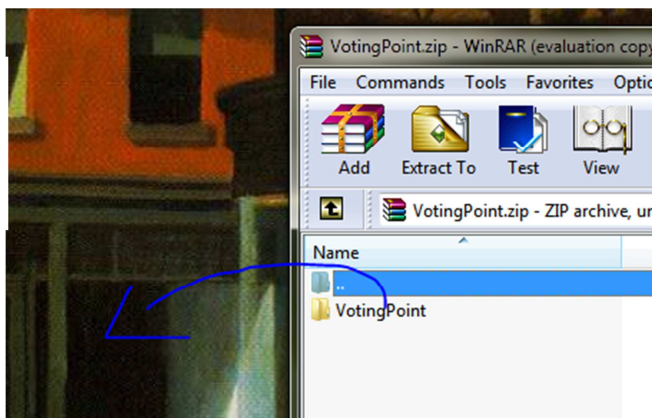 VotingPoint.zip - WinRAR (evaluation copy
File Commands Tools Favorites Optio
Add Extract To Test View
VotingPoint.zip - ZIP archive, un
Name
..
VotingPoint